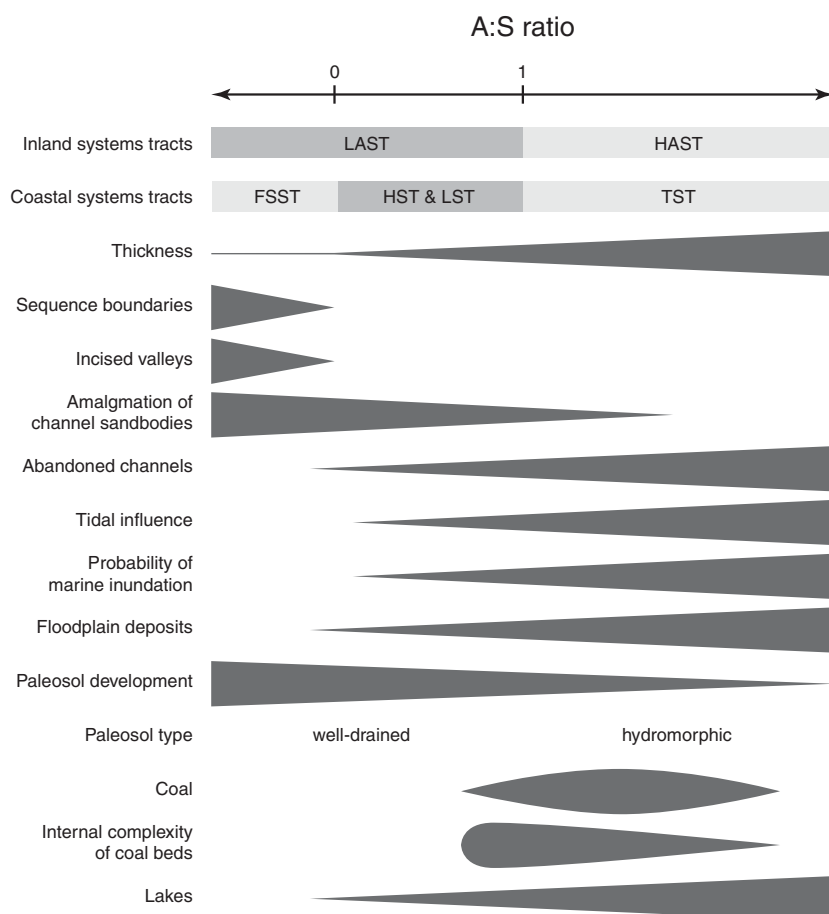 A:S ratio
0 1
Inland systems tracts LAST HAST
Coastal systems tracts FSST HST & LST TST
Thickness
Sequence boundaries
Incised valleys
Amalgmation of
channel sandbodies
Abandoned channels
Tidal influence
Probability of
marine inundation
Floodplain deposits
Paleosol development
Paleosol type well-drained hydromorphic
Coal
Internal complexity
of coal beds
Lakes